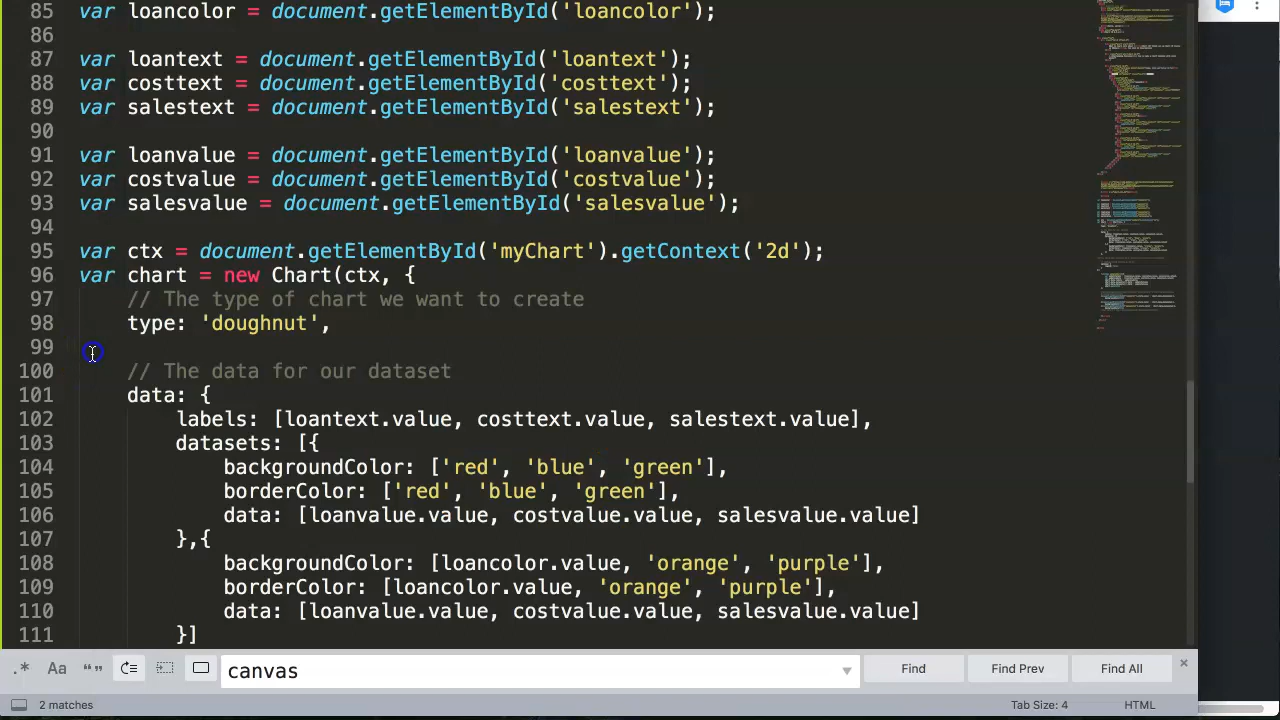 85 var loancolor = document.getElementById('loancolor');
86
87 var loantext = document.getElementById('loantext');
88 var costtext = document.getElementById('costtext');
89 var salestext = document.getElementById('salestext');
90
91 var loanvalue = document.getElementById('loanvalue');
92 var costvalue = document.getElementById('costvalue');
93 var salesvalue = document.getElementById('salesvalue');
94
95 var ctx = document.getElementById('myChart').getContext('2d');
96 var chart = new Chart(ctx, {
97     // The type of chart we want to create
98     type: 'doughnut',
99
100     // The data for our dataset
101     data: {
102         labels: [loantext.value, costtext.value, salestext.value],
103         datasets: [{
104             backgroundColor: ['red', 'blue', 'green'],
105             borderColor: ['red', 'blue', 'green'],
106             data: [loanvalue.value, costvalue.value, salesvalue.value]
107         },{
108             backgroundColor: [loancolor.value, 'orange', 'purple'],
109             borderColor: [loancolor.value, 'orange', 'purple'],
110             data: [loanvalue.value, costvalue.value, salesvalue.value]
111         }]
.* Aa “” canvas Find Find Prev Find All
2 matches Tab Size: 4 HTML